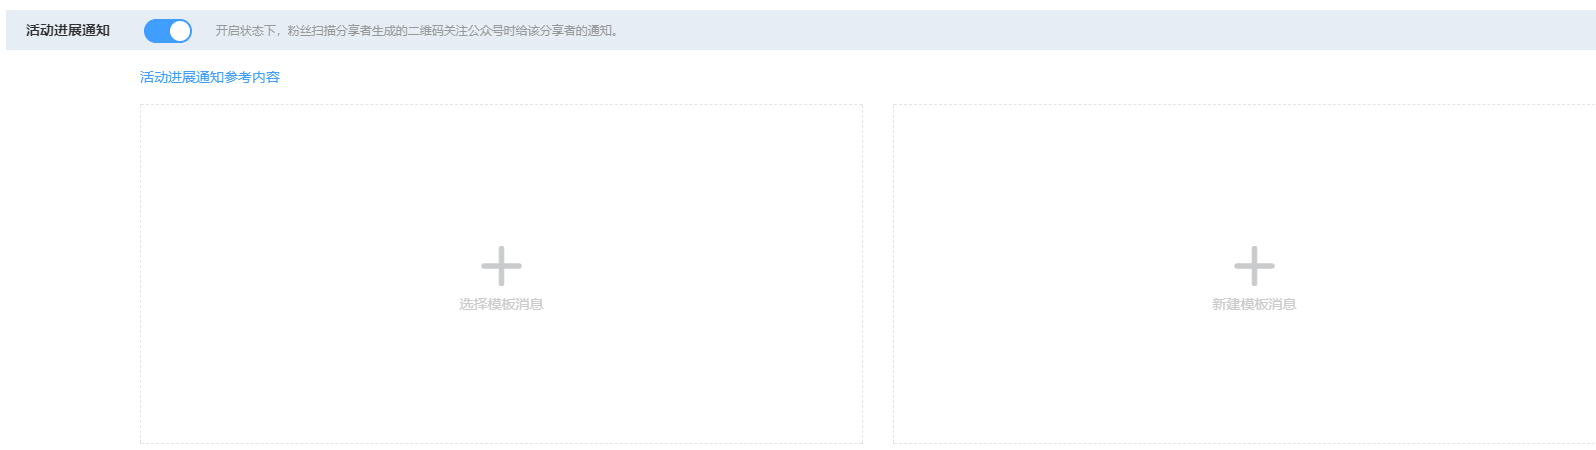 活动进展通知
开启状态下，粉丝扫描分享者生成的二维码关注公众号时给该分享者的通知。
活动进展通知参考内容
选择模板消息
新建模板消息